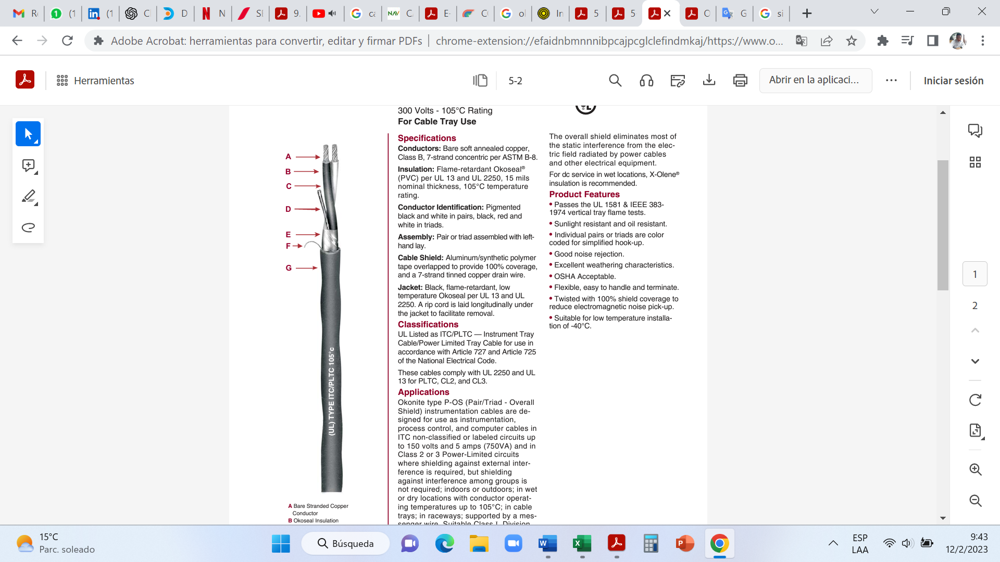 Re
(1
(1
Cl
D
N
SE
9.
ca
NAV
C.
E-
C
ol
In
5
5
O
G
si
Adobe Acrobat: herramientas para convertir, editar y firmar PDFs
chrome-extension://efaidnbmnnnibpcajpcglclefindmkaj/https://www.o...
Herramientas
5-2
Abrir en la aplicaci...
Iniciar sesión
300 Volts - 105°C Rating
For Cable Tray Use
A
B
C
D
E
F
G
(UL) TYPE ITC/PLTC 105°c
A Bare Stranded Copper
Conductor
B Okoseal Insulation
Specifications
Conductors: Bare soft annealed copper,
Class B, 7-strand concentric per ASTM B-8.
Insulation: Flame-retardant Okoseal®
(PVC) per UL 13 and UL 2250, 15 mils
nominal thickness, 105°C temperature
rating.
Conductor Identification: Pigmented
black and white in pairs, black, red and
white in triads.
Assembly: Pair or triad assembled with left-
hand lay.
Cable Shield: Aluminum/synthetic polymer
tape overlapped to provide 100% coverage,
and a 7-strand tinned copper drain wire.
Jacket: Black, flame-retardant, low
temperature Okoseal per UL 13 and UL
2250. A rip cord is laid longitudinally under
the jacket to facilitate removal.
Classifications
UL Listed as ITC/PLTC — Instrument Tray
Cable/Power Limited Tray Cable for use in
accordance with Article 727 and Article 725
of the National Electrical Code.
These cables comply with UL 2250 and UL
13 for PLTC, CL2, and CL3.
Applications
Okonite type P-OS (Pair/Triad - Overall
Shield) instrumentation cables are de-
signed for use as instrumentation,
process control, and computer cables in
ITC non-classified or labeled circuits up
to 150 volts and 5 amps (750VA) and in
Class 2 or 3 Power-Limited circuits
where shielding against external inter-
ference is required, but shielding
against interference among groups is
not required; indoors or outdoors; in wet
or dry locations with conductor operat-
ing temperatures up to 105°C; in cable
trays; in raceways; supported by a mes-
senger wire. Suitable Class I, Division
The overall shield eliminates most of
the static interference from the elec-
tric field radiated by power cables
and other electrical equipment.
For dc service in wet locations, X-Olene®
insulation is recommended.
Product Features
• Passes the UL 1581 & IEEE 383-
1974 vertical tray flame tests.
• Sunlight resistant and oil resistant.
• Individual pairs or triads are color
coded for simplified hook-up.
• Good noise rejection.
• Excellent weathering characteristics.
• OSHA Acceptable.
• Flexible, easy to handle and terminate.
• Twisted with 100% shield coverage to
reduce electromagnetic noise pick-up.
• Suitable for low temperature installa-
tion of -40°C.
1
2
15°C
Parc. soleado
Búsqueda
ESP
LAA
9:43
12/2/2023